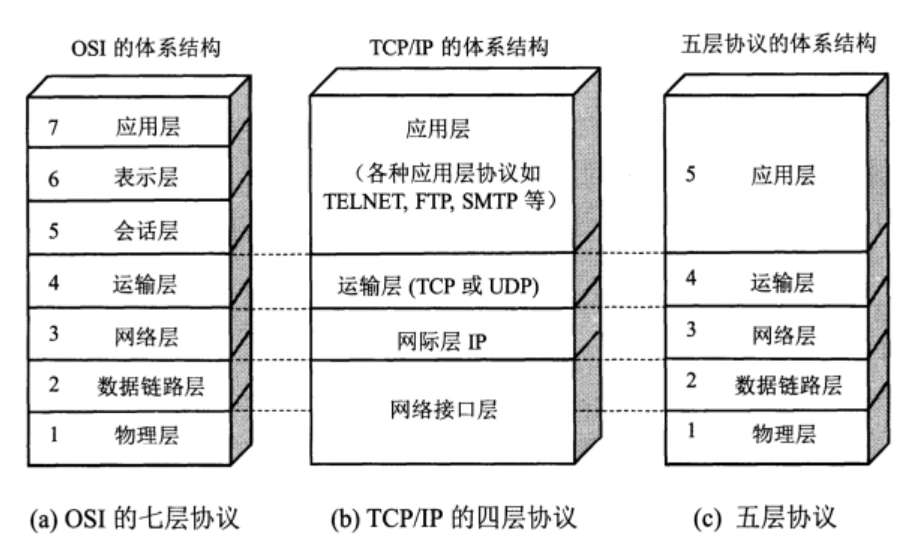 OSI 的体系结构
7 应用层
6 表示层
5 会话层
4 运输层
3 网络层
2 数据链路层
1 物理层
(a) OSI 的七层协议
TCP/IP 的体系结构
应用层
（各种应用层协议如
TELNET, FTP, SMTP 等）
运输层 (TCP 或 UDP)
网际层 IP
网络接口层
(b) TCP/IP 的四层协议
五层协议的体系结构
5 应用层
4 运输层
3 网络层
2 数据链路层
1 物理层
(c) 五层协议